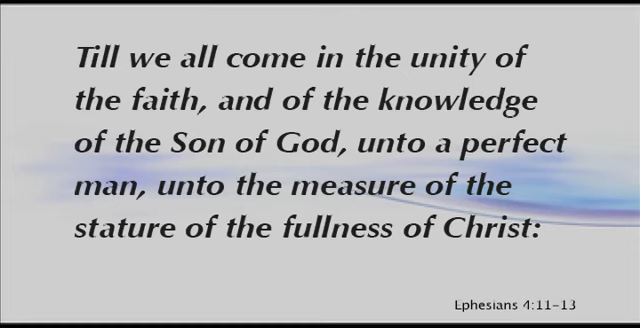 Till we all come in the unity of
the faith, and of the knowledge
of the Son of God, unto a perfect
man, unto the measure of the
stature of the fullness of Christ:
Ephesians 4:11-13